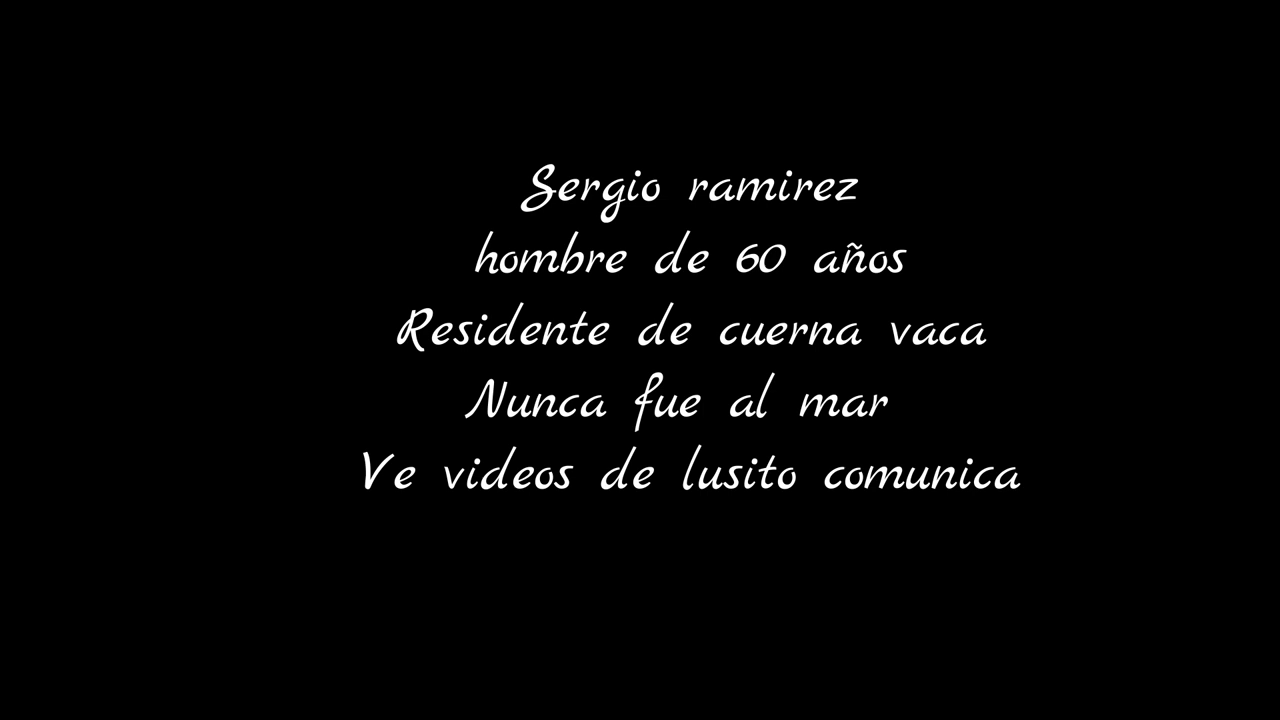 Sergio ramirez
hombre de 60 años
Residente de cuerna vaca
Nunca fue al mar
Ve videos de lusito comunica